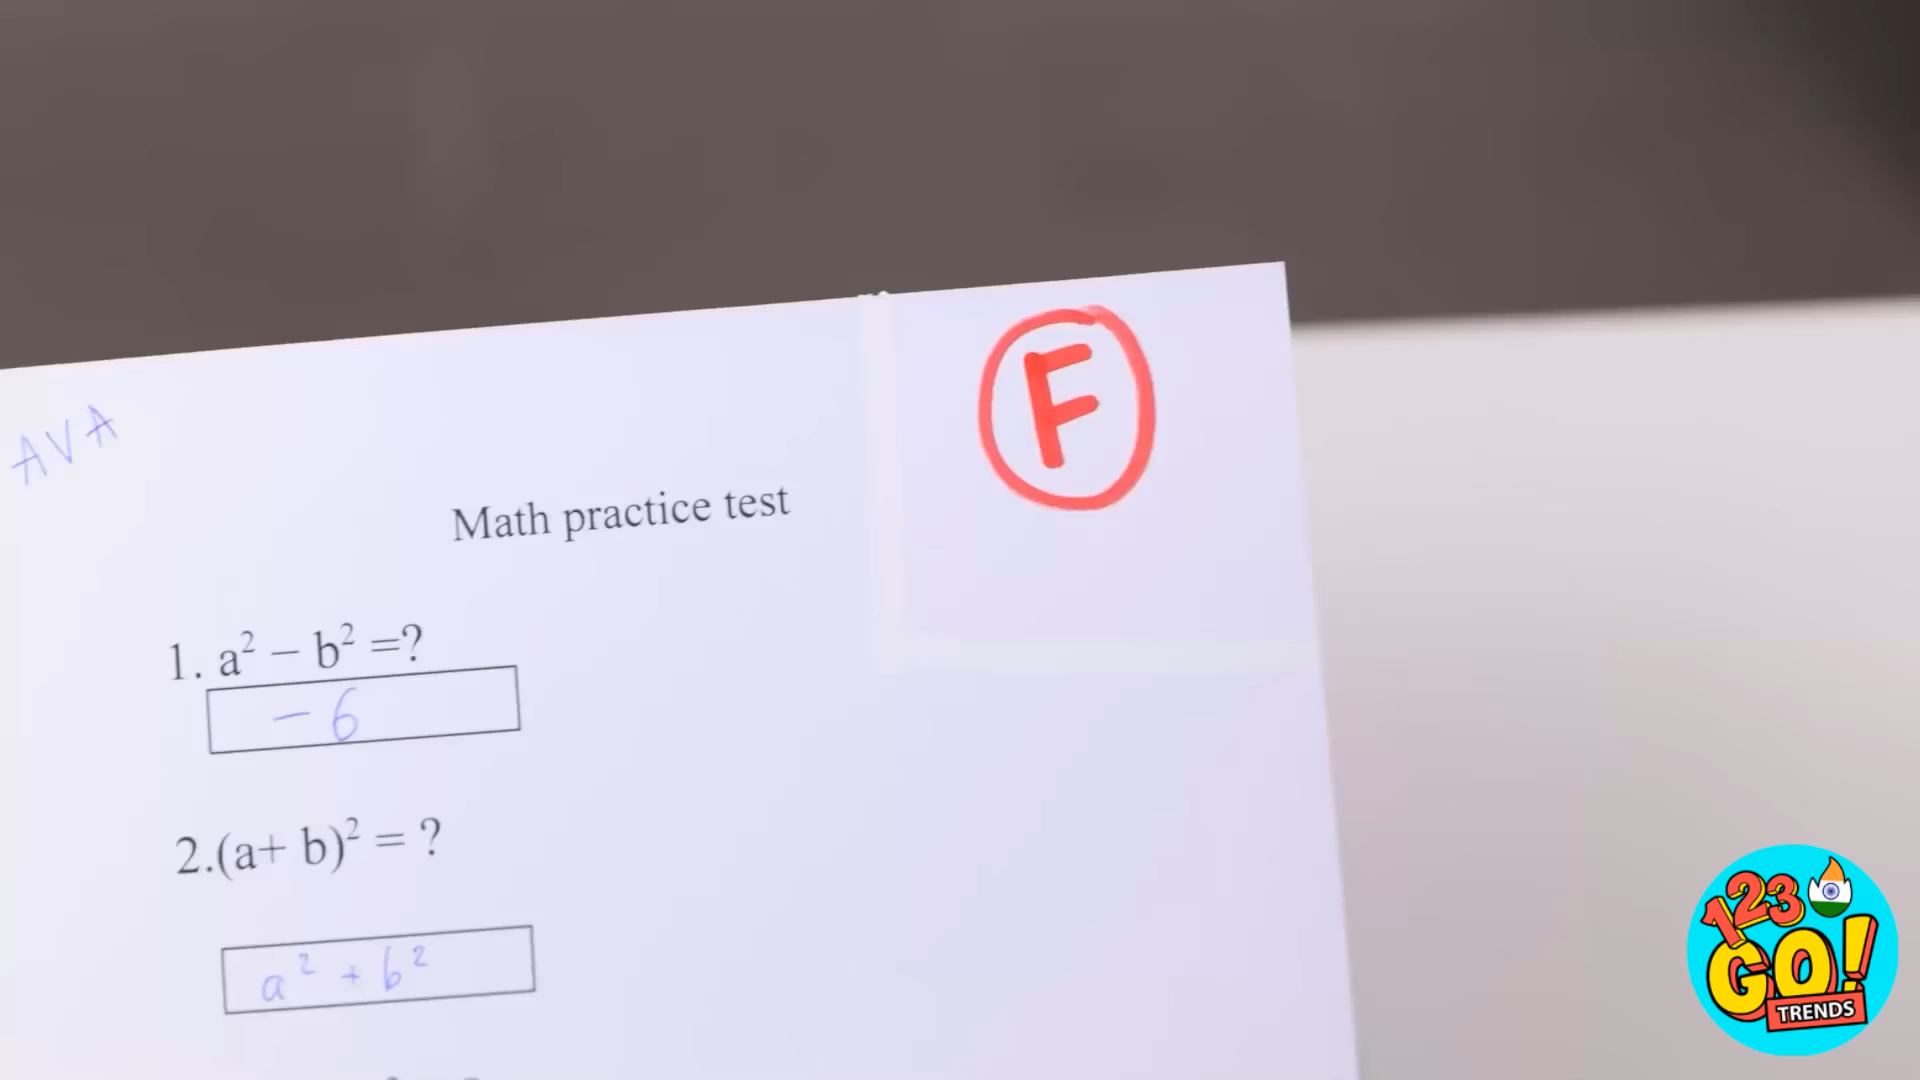 F
AVA
Math practice test
1. a² − b² =?
− 6
2.(a+ b)² = ?
a² + b²
123
GO!
TRENDS